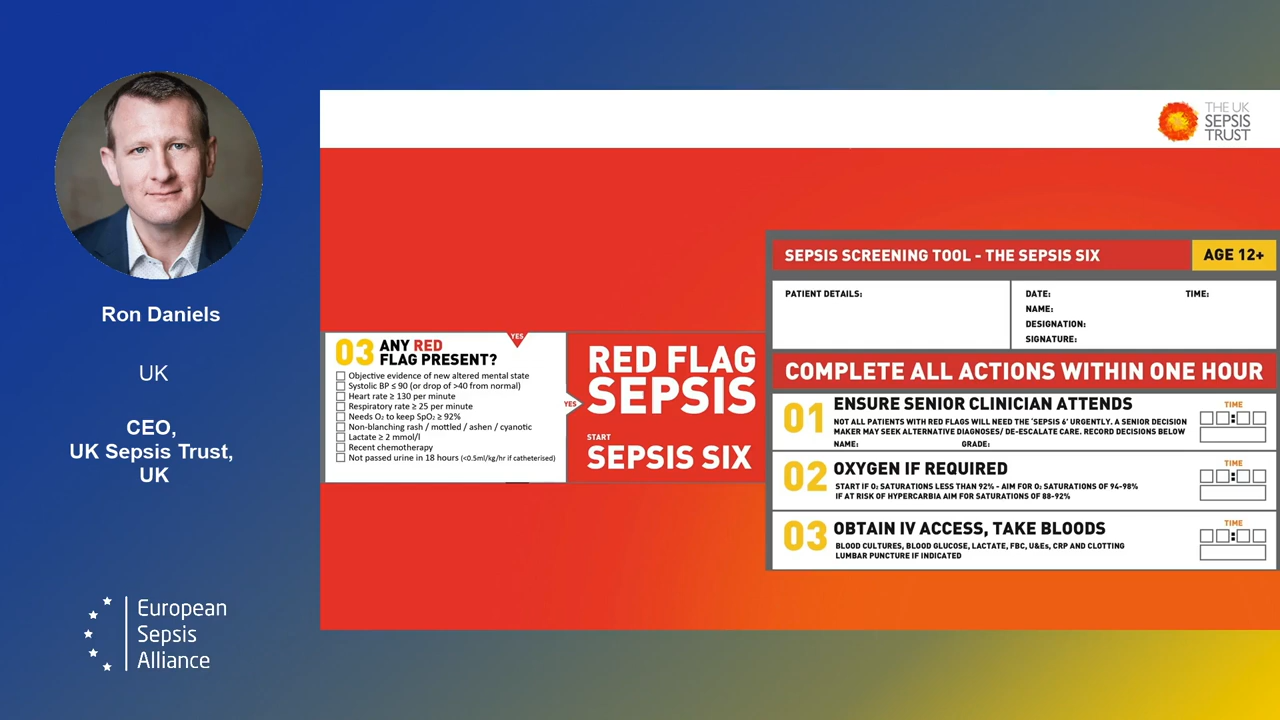 Ron Daniels
UK
CEO,
UK Sepsis Trust,
UK
European
Sepsis
Alliance
THE UK
SEPSIS
TRUST
03 ANY RED
FLAG PRESENT?
YES
Objective evidence of new altered mental state
Systolic BP ≤ 90 (or drop of >40 from normal)
Heart rate ≥ 130 per minute
Respiratory rate ≥ 25 per minute
Needs O₂ to keep SpO₂ ≥ 92%
Non-blanching rash / mottled / ashen / cyanotic
Lactate ≥ 2 mmol/l
Recent chemotherapy
Not passed urine in 18 hours (<0.5ml/kg/hr if catheterised)
YES
RED FLAG
SEPSIS
START
SEPSIS SIX
SEPSIS SCREENING TOOL - THE SEPSIS SIX
AGE 12+
PATIENT DETAILS:
DATE:
TIME:
NAME:
DESIGNATION:
SIGNATURE:
COMPLETE ALL ACTIONS WITHIN ONE HOUR
01 ENSURE SENIOR CLINICIAN ATTENDS
NOT ALL PATIENTS WITH RED FLAGS WILL NEED THE 'SEPSIS 6' URGENTLY. A SENIOR DECISION
MAKER MAY SEEK ALTERNATIVE DIAGNOSES/ DE-ESCALATE CARE. RECORD DECISIONS BELOW
NAME: GRADE:
TIME
:
02 OXYGEN IF REQUIRED
START IF O₂ SATURATIONS LESS THAN 92% - AIM FOR O₂ SATURATIONS OF 94-98%
IF AT RISK OF HYPERCARBIA AIM FOR SATURATIONS OF 88-92%
TIME
:
03 OBTAIN IV ACCESS, TAKE BLOODS
BLOOD CULTURES, BLOOD GLUCOSE, LACTATE, FBC, U&Es, CRP AND CLOTTING
LUMBAR PUNCTURE IF INDICATED
TIME
: